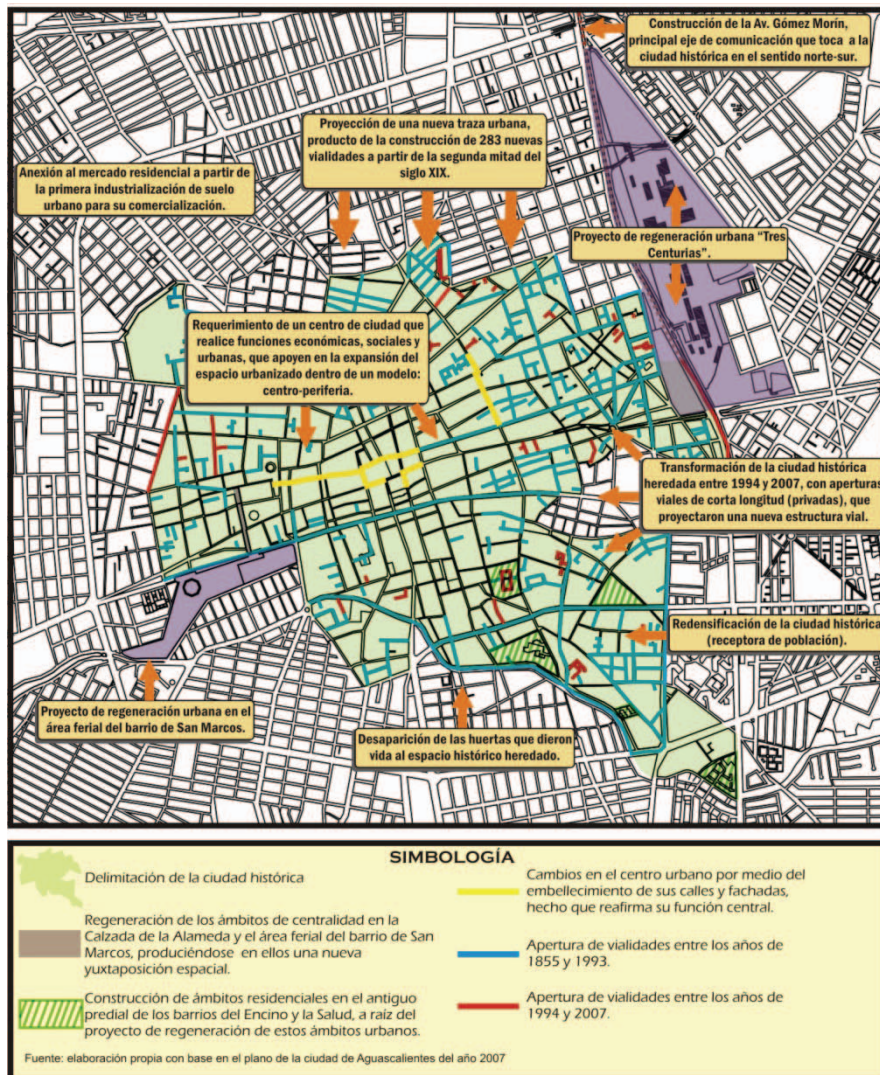 Construcción de la Av. Gómez Morín,
principal eje de comunicación que toca a la
ciudad histórica en el sentido norte-sur.
Proyección de una nueva traza urbana,
producto de la construcción de 283 nuevas
vialidades a partir de la segunda mitad del
siglo XIX.
Anexión al mercado residencial a partir de
la primera industrialización de suelo
urbano para su comercialización.
Proyecto de regeneración urbana “Tres
Centurias”.
Requerimiento de un centro de ciudad que
realice funciones económicas, sociales y
urbanas, que apoyen en la expansión del
espacio urbanizado dentro de un modelo:
centro-periferia.
Transformación de la ciudad histórica
heredada entre 1994 y 2007, con aperturas
viales de corta longitud (privadas), que
proyectaron una nueva estructura vial.
Redensificación de la ciudad histórica
(receptora de población).
Proyecto de regeneración urbana en el
área ferial del barrio de San Marcos.
Desaparición de las huertas que dieron
vida al espacio histórico heredado.
SIMBOLOGÍA
Delimitación de la ciudad histórica
Regeneración de los ámbitos de centralidad en la
Calzada de la Alameda y el área ferial del barrio de San
Marcos, produciéndose en ellos una nueva
yuxtaposición espacial.
Construcción de ámbitos residenciales en el antiguo
predial de los barrios del Encino y la Salud, a raíz del
proyecto de regeneración de estos ámbitos urbanos.
Cambios en el centro urbano por medio del
embellecimiento de sus calles y fachadas,
hecho que reafirma su función central.
Apertura de vialidades entre los años de
1855 y 1993.
Apertura de vialidades entre los años de
1994 y 2007.
Fuente: elaboración propia con base en el plano de la ciudad de Aguascalientes del año 2007